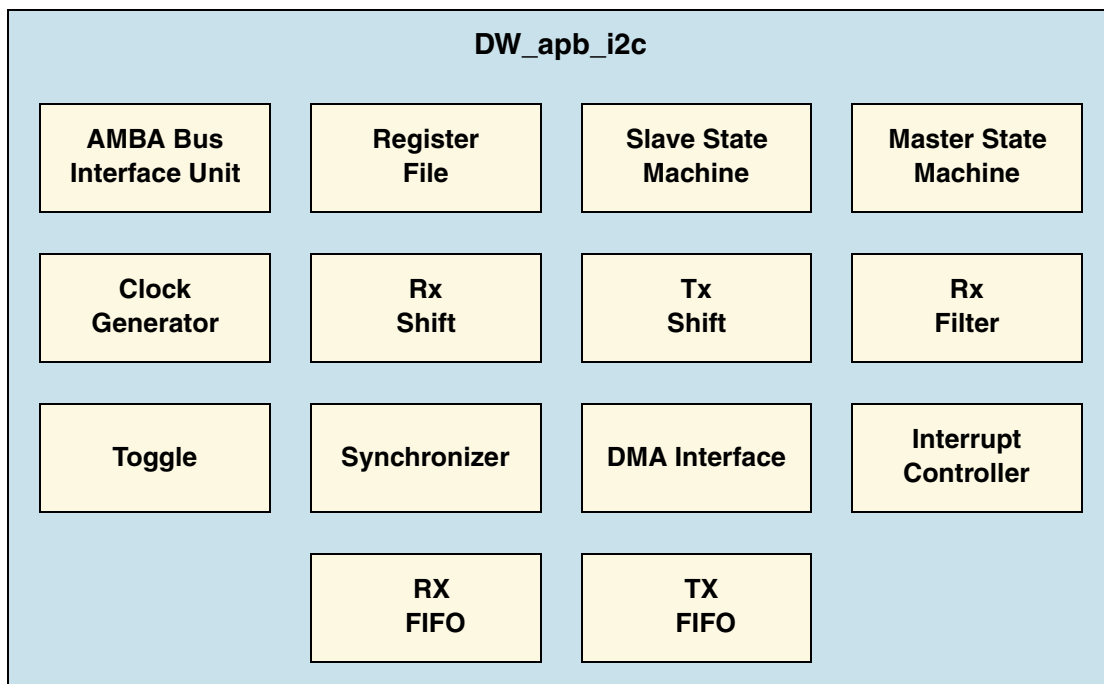 DW_apb_i2c
AMBA Bus
Interface Unit
Register
File
Slave State
Machine
Master State
Machine
Clock
Generator
Rx
Shift
Tx
Shift
Rx
Filter
Toggle
Synchronizer
DMA Interface
Interrupt
Controller
RX
FIFO
TX
FIFO